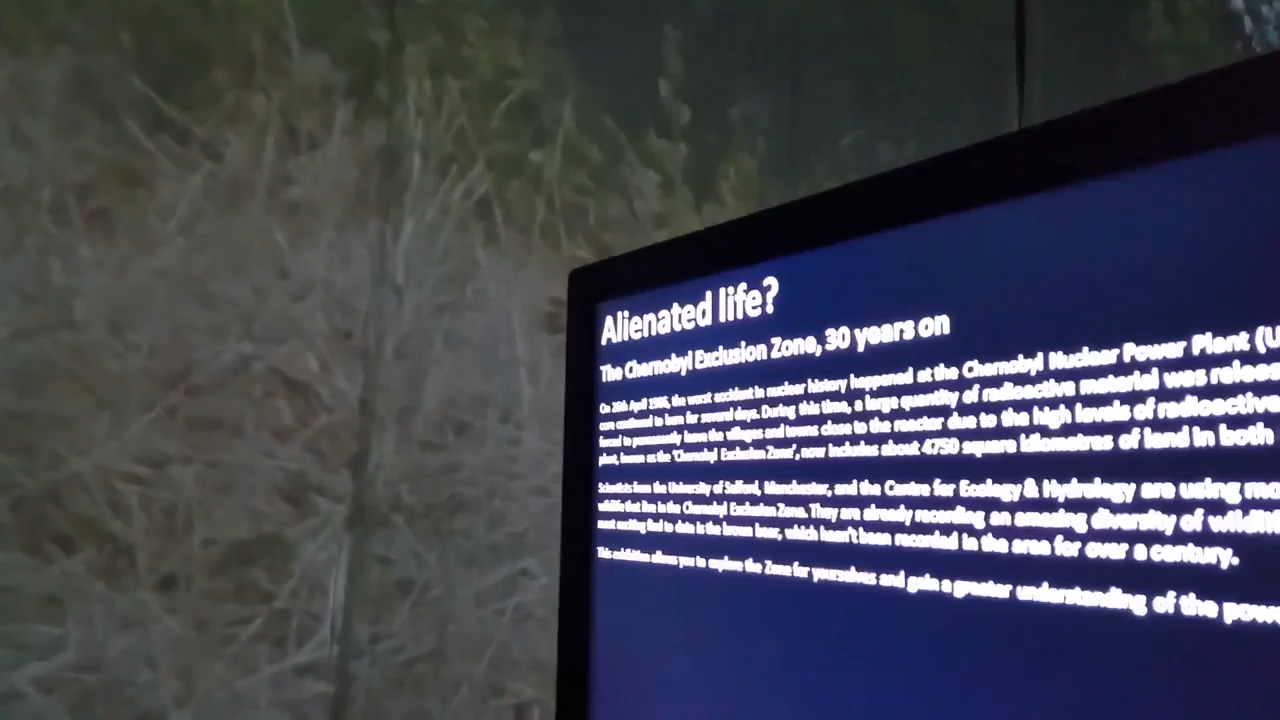 Alienated life?
The Chernobyl Exclusion Zone, 30 years on
On 26th April 1986, the worst accident in nuclear history happened at the Chernobyl Nuclear Power Plant (U
core continued to burn for several days. During this time, a large quantity of radioactive material was releas
forced to permanently leave the villages and towns close to the reactor due to the high levels of radioactive
plant, known as the 'Chernobyl Exclusion Zone', now includes about 4750 square kilometres of land in both
Scientists from the University of Salford, Manchester, and the Centre for Ecology & Hydrology are using mo
wildlife that live in the Chernobyl Exclusion Zone. They are already recording an amazing diversity of wildlif
most exciting find to date is the brown bear, which hasn't been recorded in the area for over a century.
This exhibition allows you to explore the Zone for yourselves and gain a greater understanding of the pow